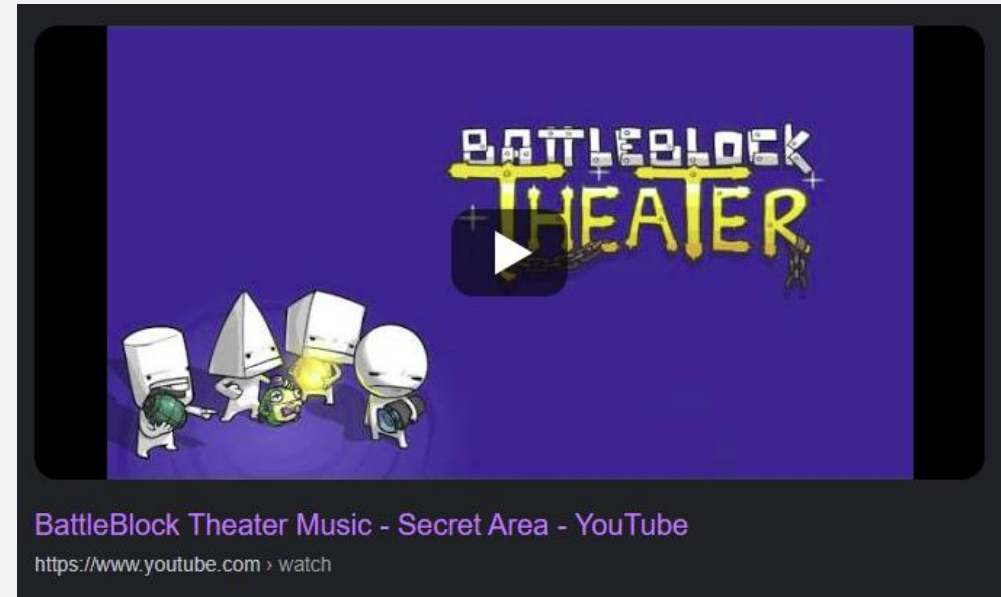 BATTLEBLOCK
THEATER
BattleBlock Theater Music - Secret Area - YouTube
https://www.youtube.com › watch